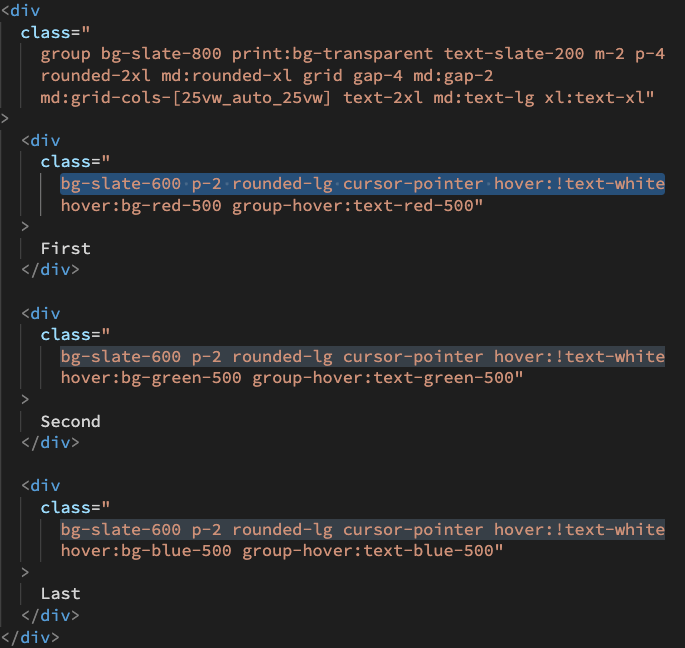 <div
class="
group bg-slate-800 print:bg-transparent text-slate-200 m-2 p-4
rounded-2xl md:rounded-xl grid gap-4 md:gap-2
md:grid-cols-[25vw_auto_25vw] text-2xl md:text-lg xl:text-xl"
>
<div
class="
bg-slate-600 p-2 rounded-lg cursor-pointer hover:!text-white
hover:bg-red-500 group-hover:text-red-500"
>
First
</div>
<div
class="
bg-slate-600 p-2 rounded-lg cursor-pointer hover:!text-white
hover:bg-green-500 group-hover:text-green-500"
>
Second
</div>
<div
class="
bg-slate-600 p-2 rounded-lg cursor-pointer hover:!text-white
hover:bg-blue-500 group-hover:text-blue-500"
>
Last
</div>
</div>